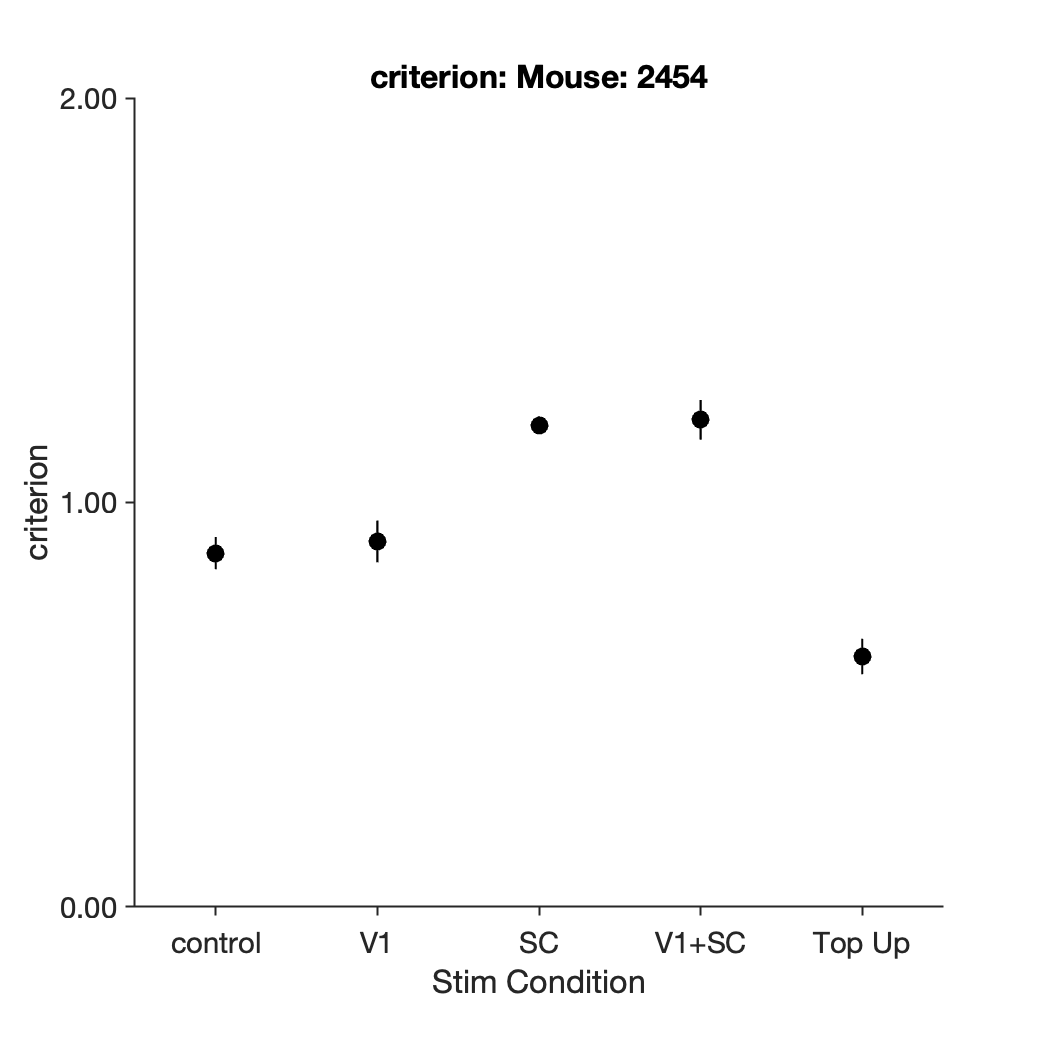 criterion: Mouse: 2454
2.00
1.00
0.00
criterion
control
V1
SC
V1+SC
Top Up
Stim Condition